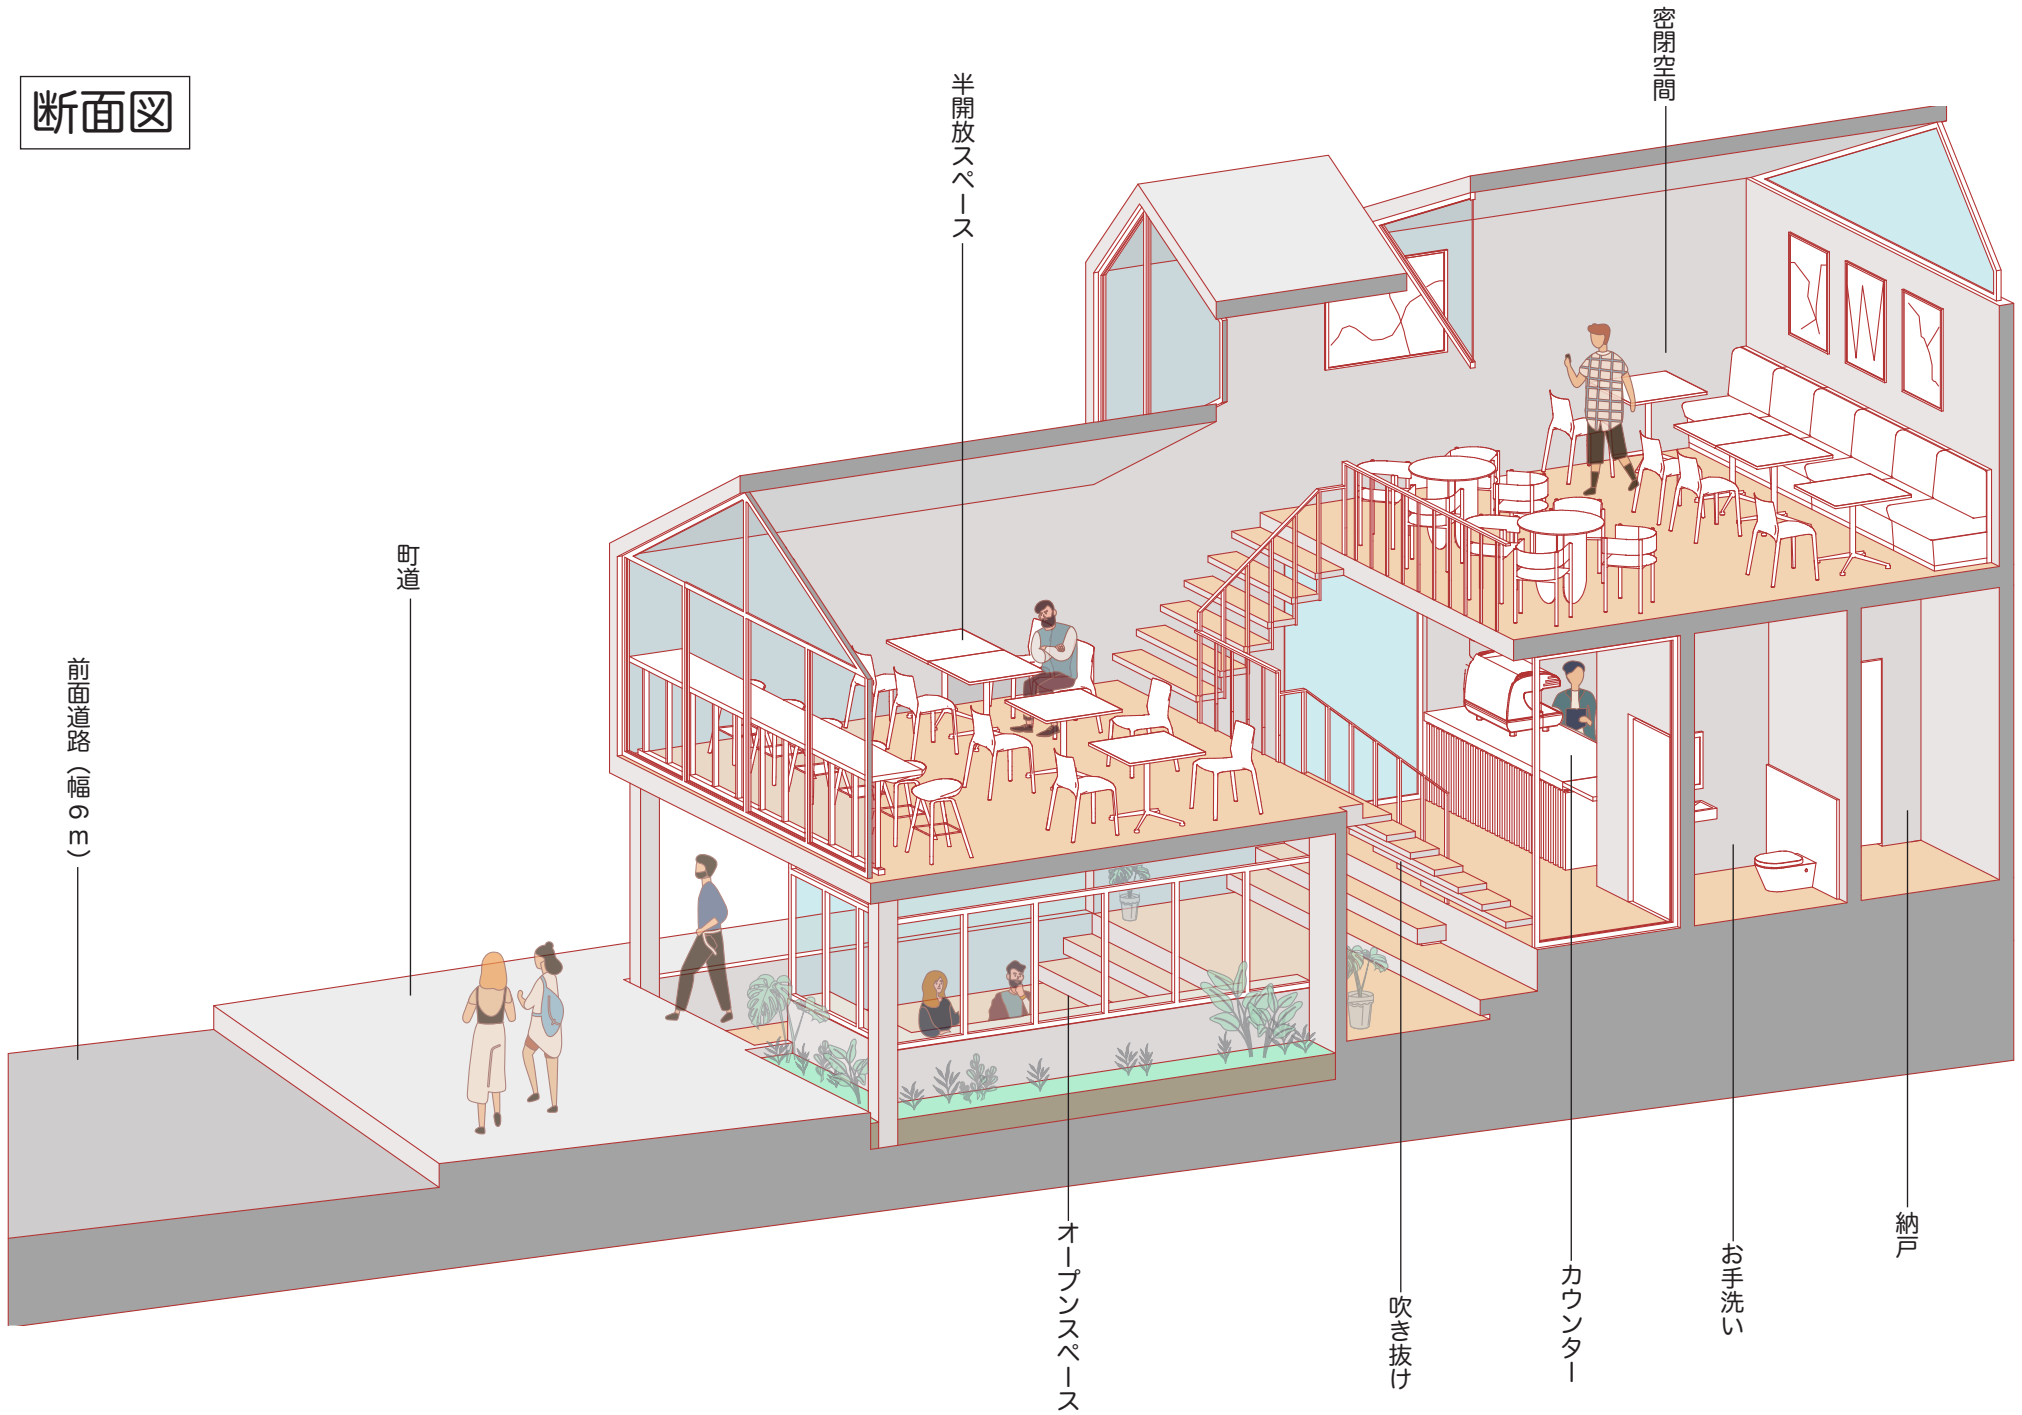 断面図
前面道路（幅６ｍ）
町道
半開放スペース
密閉空間
オープンスペース
吹き抜け
カウンター
お手洗い
納戸